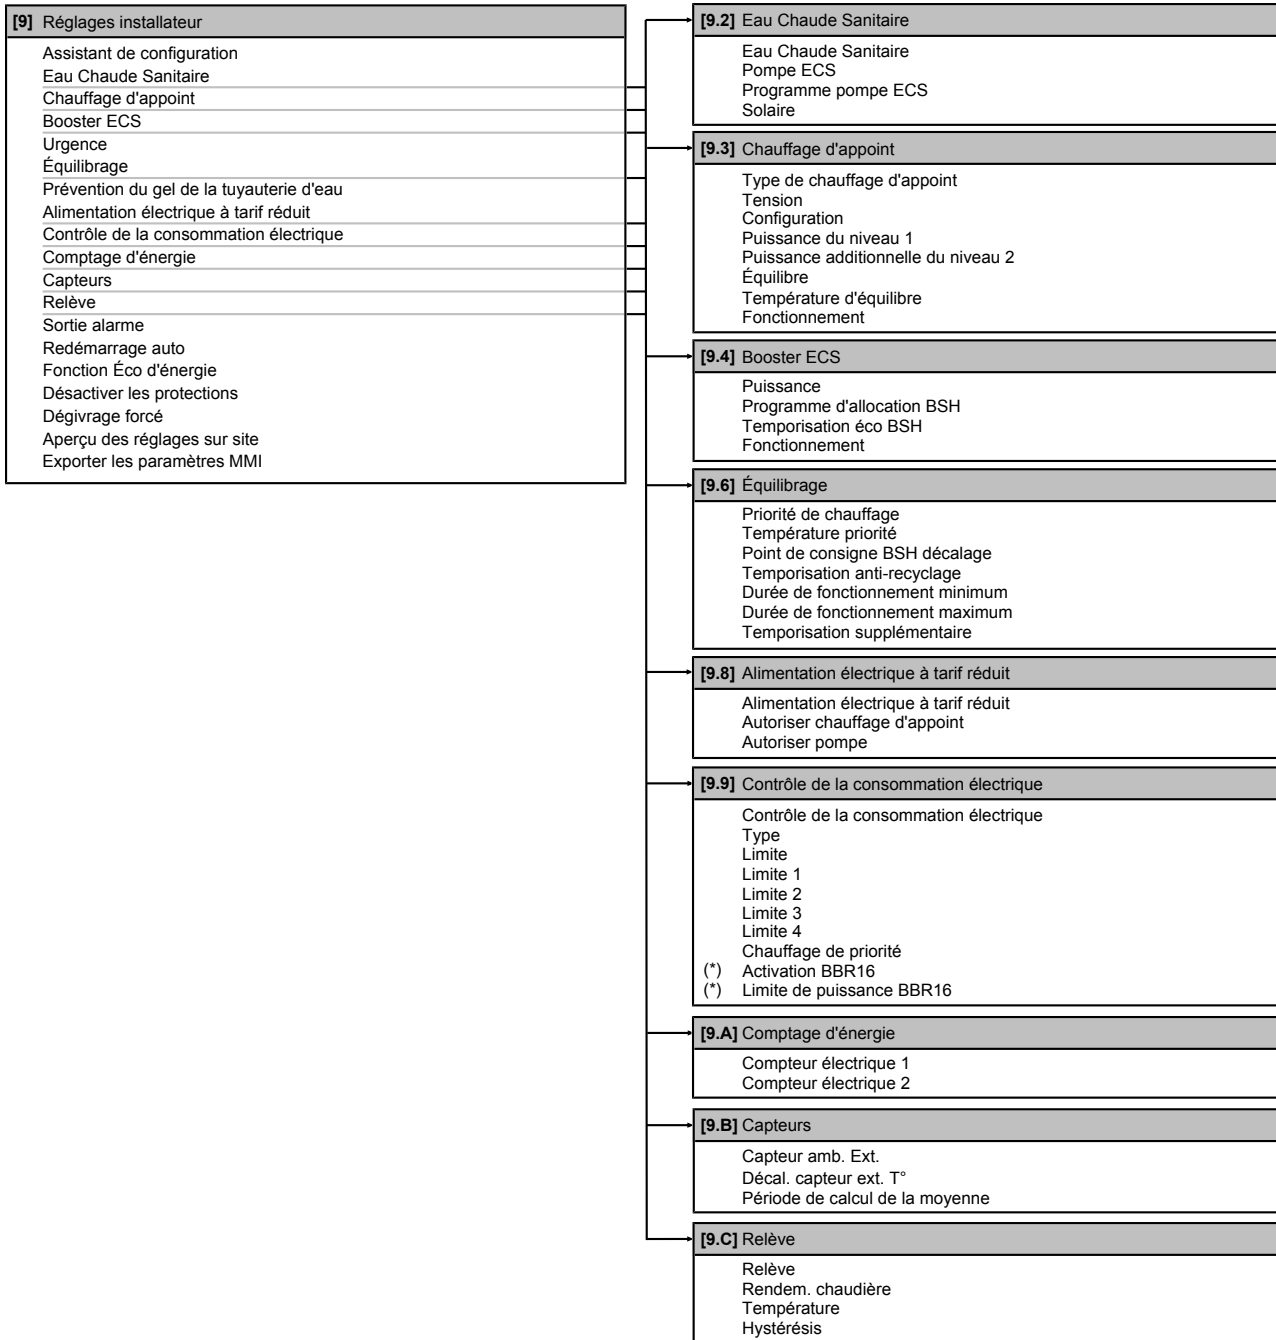 [9] Réglages installateur
Assistant de configuration
Eau Chaude Sanitaire
Chauffage d'appoint
Booster ECS
Urgence
Équilibrage
Prévention du gel de la tuyauterie d'eau
Alimentation électrique à tarif réduit
Contrôle de la consommation électrique
Comptage d'énergie
Capteurs
Relève
Sortie alarme
Redémarrage auto
Fonction Éco d'énergie
Désactiver les protections
Dégivrage forcé
Aperçu des réglages sur site
Exporter les paramètres MMI
[9.2] Eau Chaude Sanitaire
Eau Chaude Sanitaire
Pompe ECS
Programme pompe ECS
Solaire
[9.3] Chauffage d'appoint
Type de chauffage d'appoint
Tension
Configuration
Puissance du niveau 1
Puissance additionnelle du niveau 2
Équilibre
Température d'équilibre
Fonctionnement
[9.4] Booster ECS
Puissance
Programme d'allocation BSH
Temporisation éco BSH
Fonctionnement
[9.6] Équilibrage
Priorité de chauffage
Température priorité
Point de consigne BSH décalage
Temporisation anti-recyclage
Durée de fonctionnement minimum
Durée de fonctionnement maximum
Temporisation supplémentaire
[9.8] Alimentation électrique à tarif réduit
Alimentation électrique à tarif réduit
Autoriser chauffage d'appoint
Autoriser pompe
[9.9] Contrôle de la consommation électrique
Contrôle de la consommation électrique
Type
Limite
Limite 1
Limite 2
Limite 3
Limite 4
Chauffage de priorité
(*) Activation BBR16
(*) Limite de puissance BBR16
[9.A] Comptage d'énergie
Compteur électrique 1
Compteur électrique 2
[9.B] Capteurs
Capteur amb. Ext.
Décal. capteur ext. T°
Période de calcul de la moyenne
[9.C] Relève
Relève
Rendem. chaudière
Température
Hystérésis